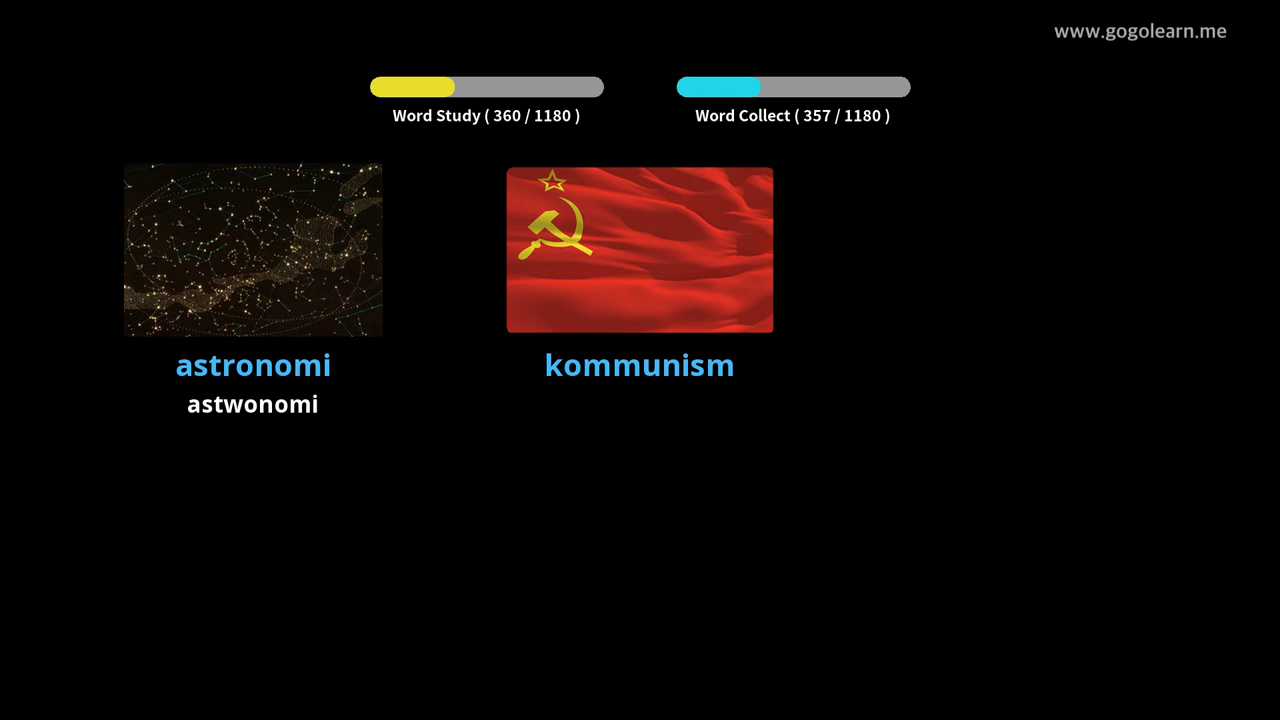 www.gogolearn.me
Word Study ( 360 / 1180 )
Word Collect ( 357 / 1180 )
astronomi
kommunism
astwonomi